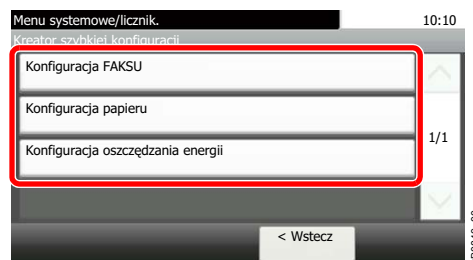 Menu systemowe/licznik. 10:10
Kreator szybkiej konfiguracji
Konfiguracja FAKSU
Konfiguracja papieru
1/1
Konfiguracja oszczędzania energii
< Wstecz